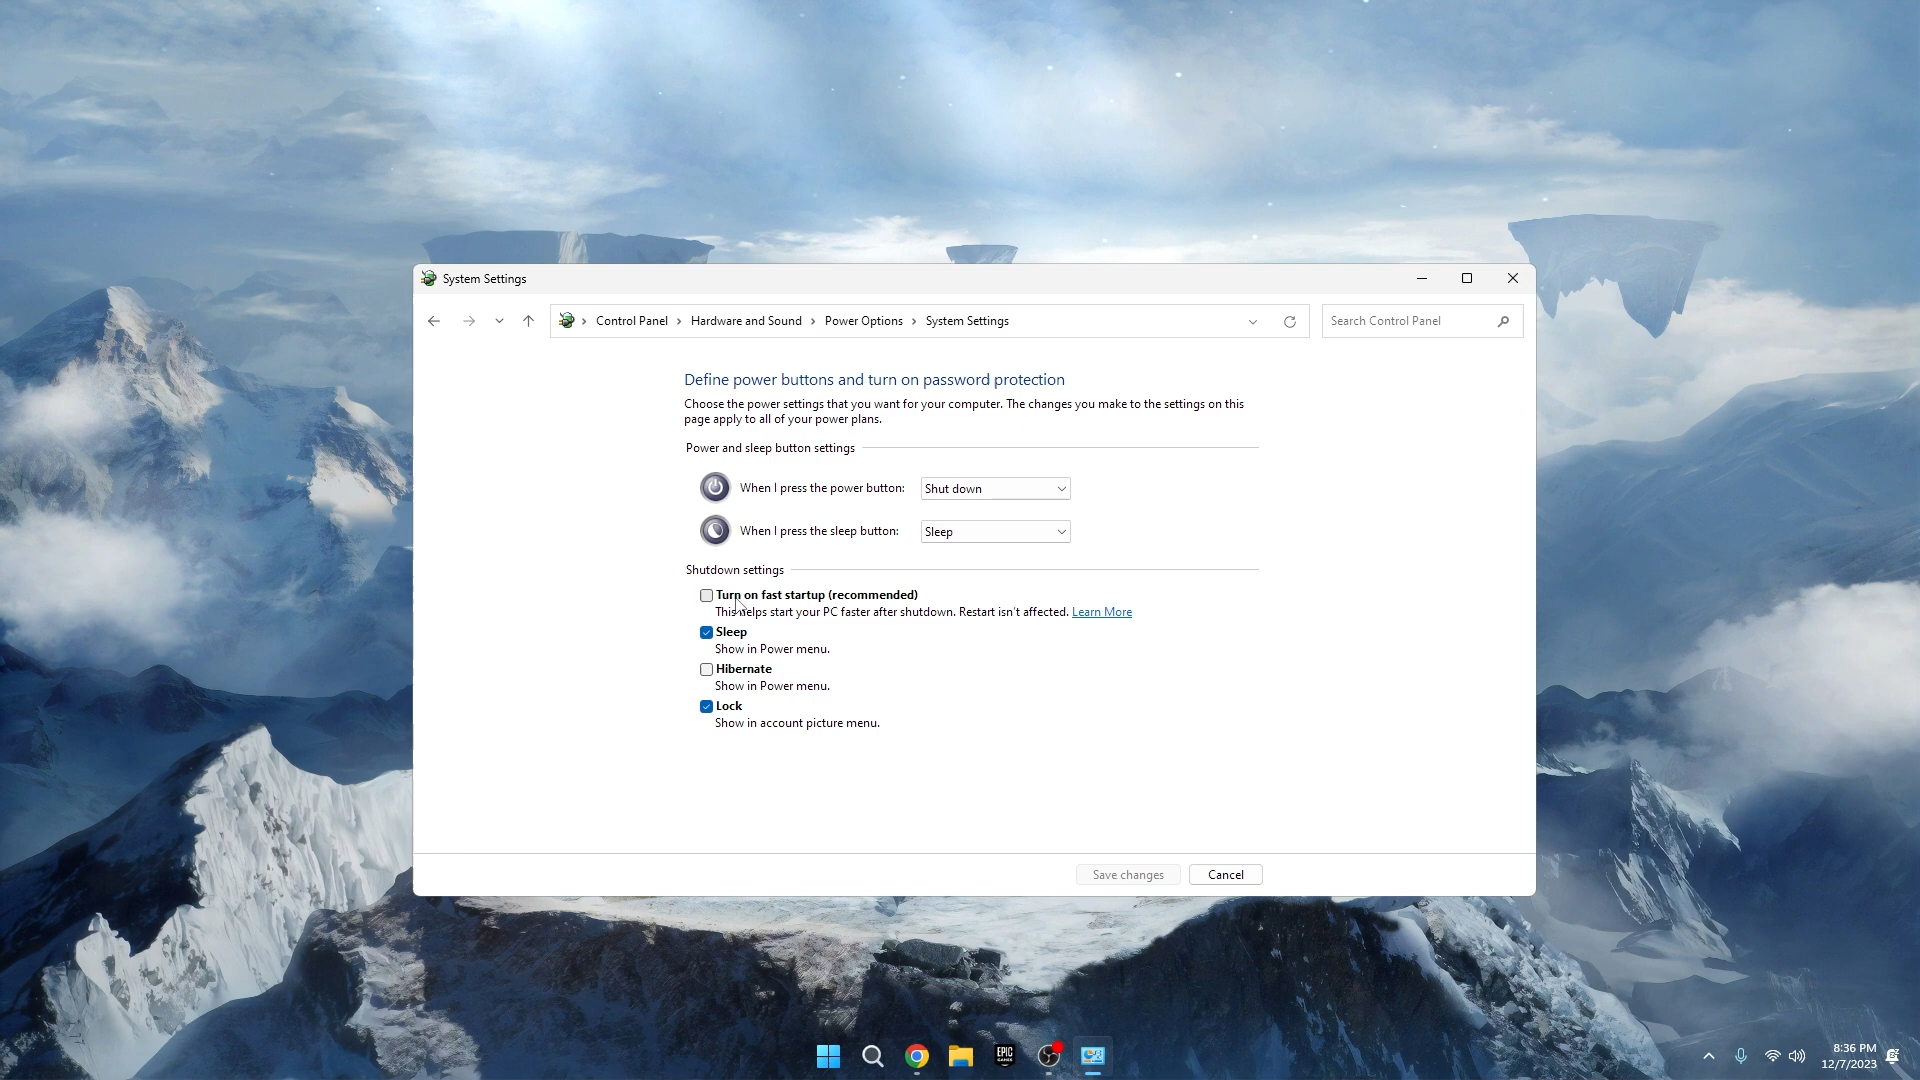 System Settings
Control Panel
Hardware and Sound
Power Options
System Settings
Search Control Panel
Define power buttons and turn on password protection
Choose the power settings that you want for your computer. The changes you make to the settings on this
page apply to all of your power plans.
Power and sleep button settings
When I press the power button:
Shut down
When I press the sleep button:
Sleep
Shutdown settings
Turn on fast startup (recommended)
This helps start your PC faster after shutdown. Restart isn't affected. Learn More
Sleep
Show in Power menu.
Hibernate
Show in Power menu.
Lock
Show in account picture menu.
Save changes
Cancel
EPIC
GAMES
8:36 PM
12/7/2023